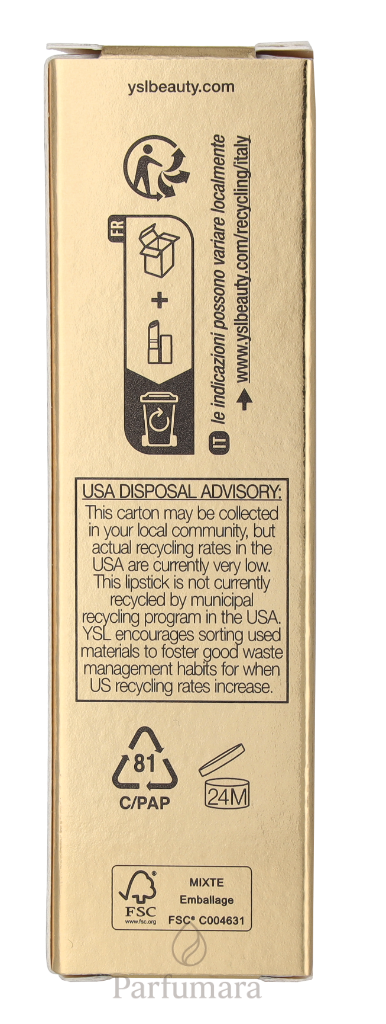 yslbeauty.com
FR
+
IT le indicazioni possono variare localmente
www.yslbeauty.com/recycling/italy
USA DISPOSAL ADVISORY:
This carton may be collected
in your local community, but
actual recycling rates in the
USA are currently very low.
This lipstick is not currently
recycled by municipal
recycling program in the USA.
YSL encourages sorting used
materials to foster good waste
management habits for when
US recycling rates increase.
81
C/PAP
24M
FSC
www.fsc.org
MIXTE
Emballage
FSC® C004631
Parfumara